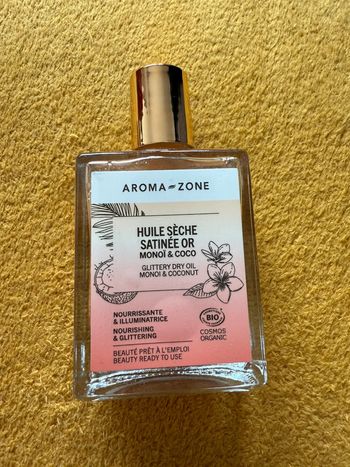 AROMA-ZONE
HUILE SÈCHE
SATINÉE OR
MONOÏ & COCO
GLITTERY DRY OIL
MONOI & COCONUT
NOURRISSANTE
& ILLUMINATRICE
NOURISHING
& GLITTERING
BEAUTÉ PRÊT À L'EMPLOI
BEAUTY READY TO USE
BIO
COSMOS
ORGANIC